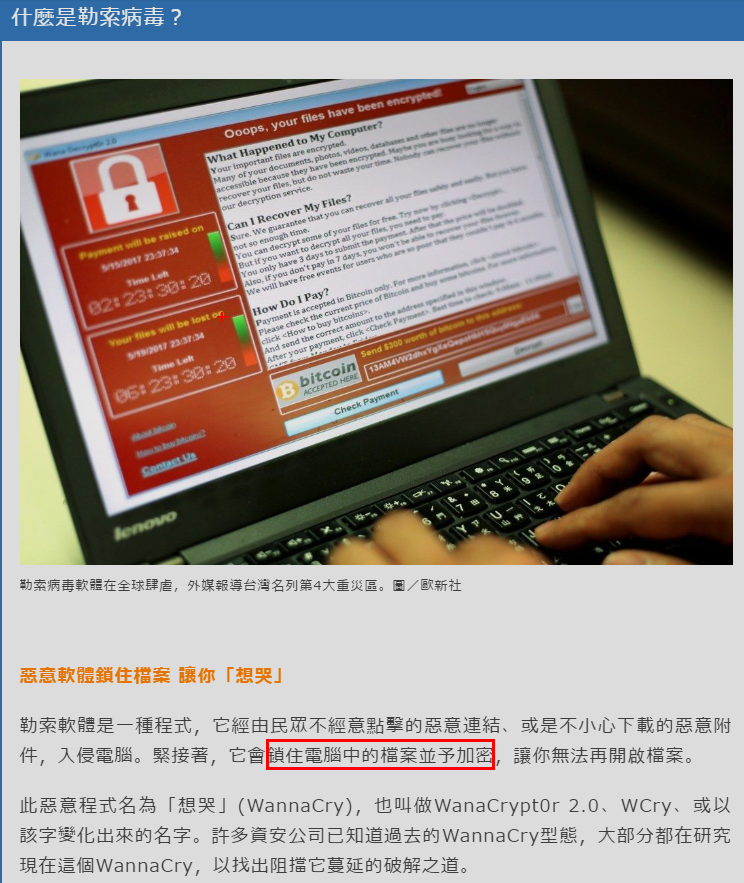 什麼是勒索病毒？
Wana Decrypt0r 2.0
Ooops, your files have been encrypted!
What Happened to My Computer?
Your important files are encrypted.
Many of your documents, photos, videos, databases and other files are no longer
accessible because they have been encrypted. Maybe you are busy looking for a way to
recover your files, but do not waste your time. Nobody can recover your files without
our decryption service.
Can I Recover My Files?
Sure. We guarantee that you can recover all your files safely and easily. But you have
not so enough time.
You can decrypt some of your files for free. Try now by clicking <Decrypt>.
But if you want to decrypt all your files, you need to pay.
You only have 3 days to submit the payment. After that the price will be doubled.
Also, if you don't pay in 7 days, you won't be able to recover your files forever.
We will have free events for users who are so poor that they couldn't pay in 6 months.
How Do I Pay?
Payment is accepted in Bitcoin only. For more information, click <About bitcoin>.
Please check the current price of Bitcoin and buy some bitcoins. For more information,
click <How to buy bitcoins>.
And send the correct amount to the address specified in this window.
After your payment, click <Check Payment>. Best time to check:
Payment will be raised on
5/15/2017 23:37:34
Time Left
02:23:30:20
Your files will be lost on
5/19/2017 23:37:34
Time Left
06:23:30:20
About bitcoin
How to buy bitcoins?
Contact Us
bitcoin
ACCEPTED HERE
Send $300 worth of bitcoin to this address:
Check Payment
Decrypt
lenovo
勒索病毒軟體在全球肆虐，外媒報導台灣名列第4大重災區。圖／歐新社
惡意軟體鎖住檔案 讓你「想哭」
勒索軟體是一種程式，它經由民眾不經意點擊的惡意連結、或是不小心下載的惡意附
件，入侵電腦。緊接著，它會鎖住電腦中的檔案並予加密，讓你無法再開啟檔案。
此惡意程式名為「想哭」(WannaCry)，也叫做WanaCrypt0r 2.0、WCry、或以
該字變化出來的名字。許多資安公司已知道過去的WannaCry型態，大部分都在研究
現在這個WannaCry，以找出阻擋它蔓延的破解之道。